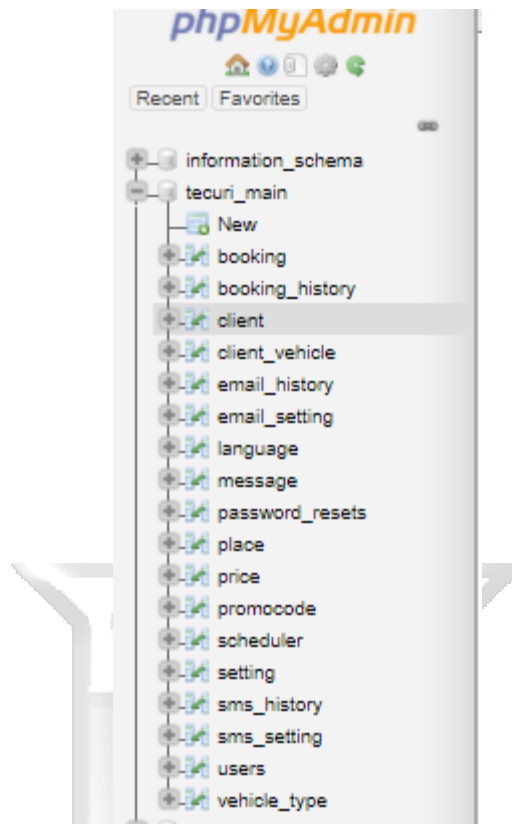 phpMyAdmin
Recent Favorites
information_schema
tecuri_main
New
booking
booking_history
client
client_vehicle
email_history
email_setting
language
message
password_resets
place
price
promocode
scheduler
setting
sms_history
sms_setting
users
vehicle_type